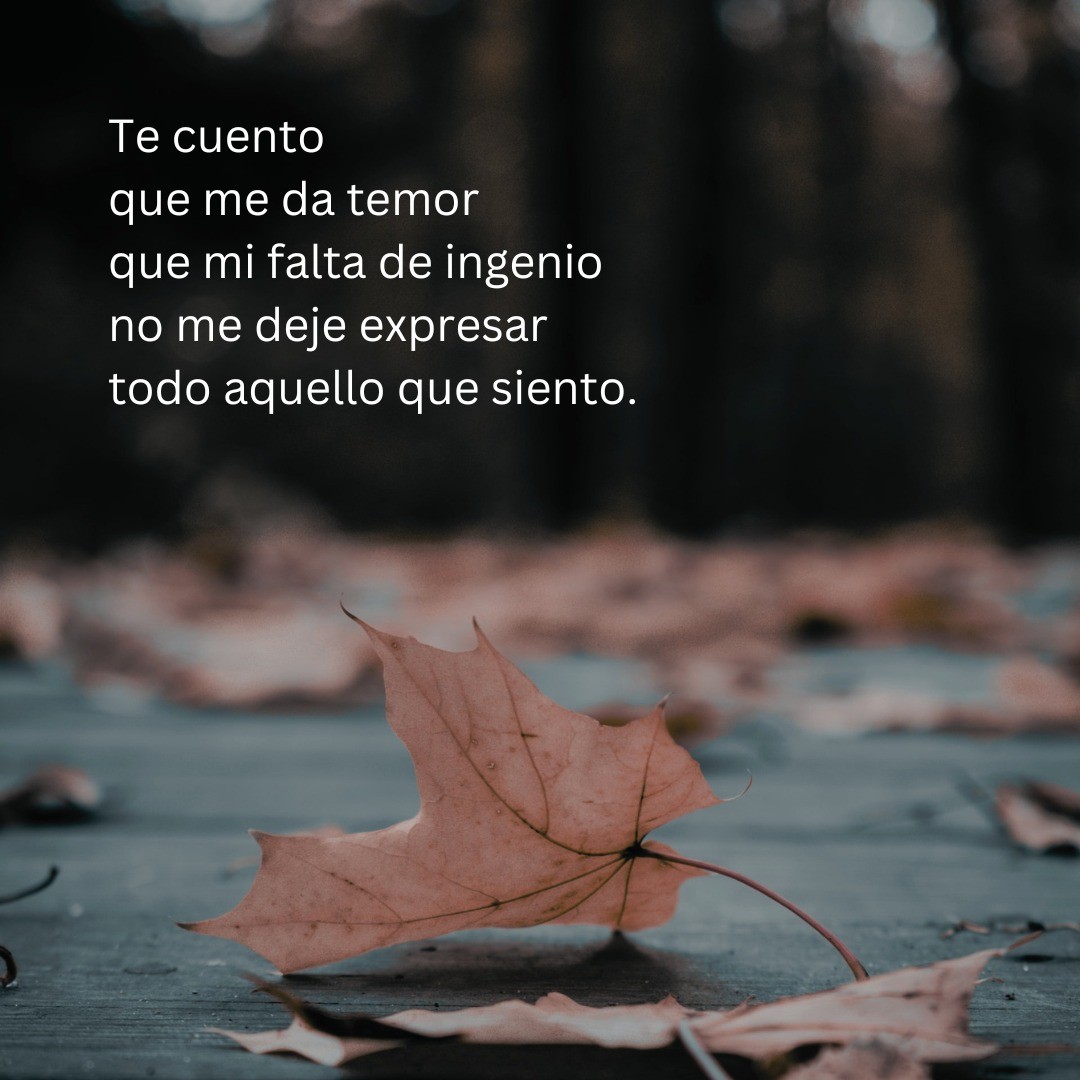 Te cuento
que me da temor
que mi falta de ingenio
no me deje expresar
todo aquello que siento.